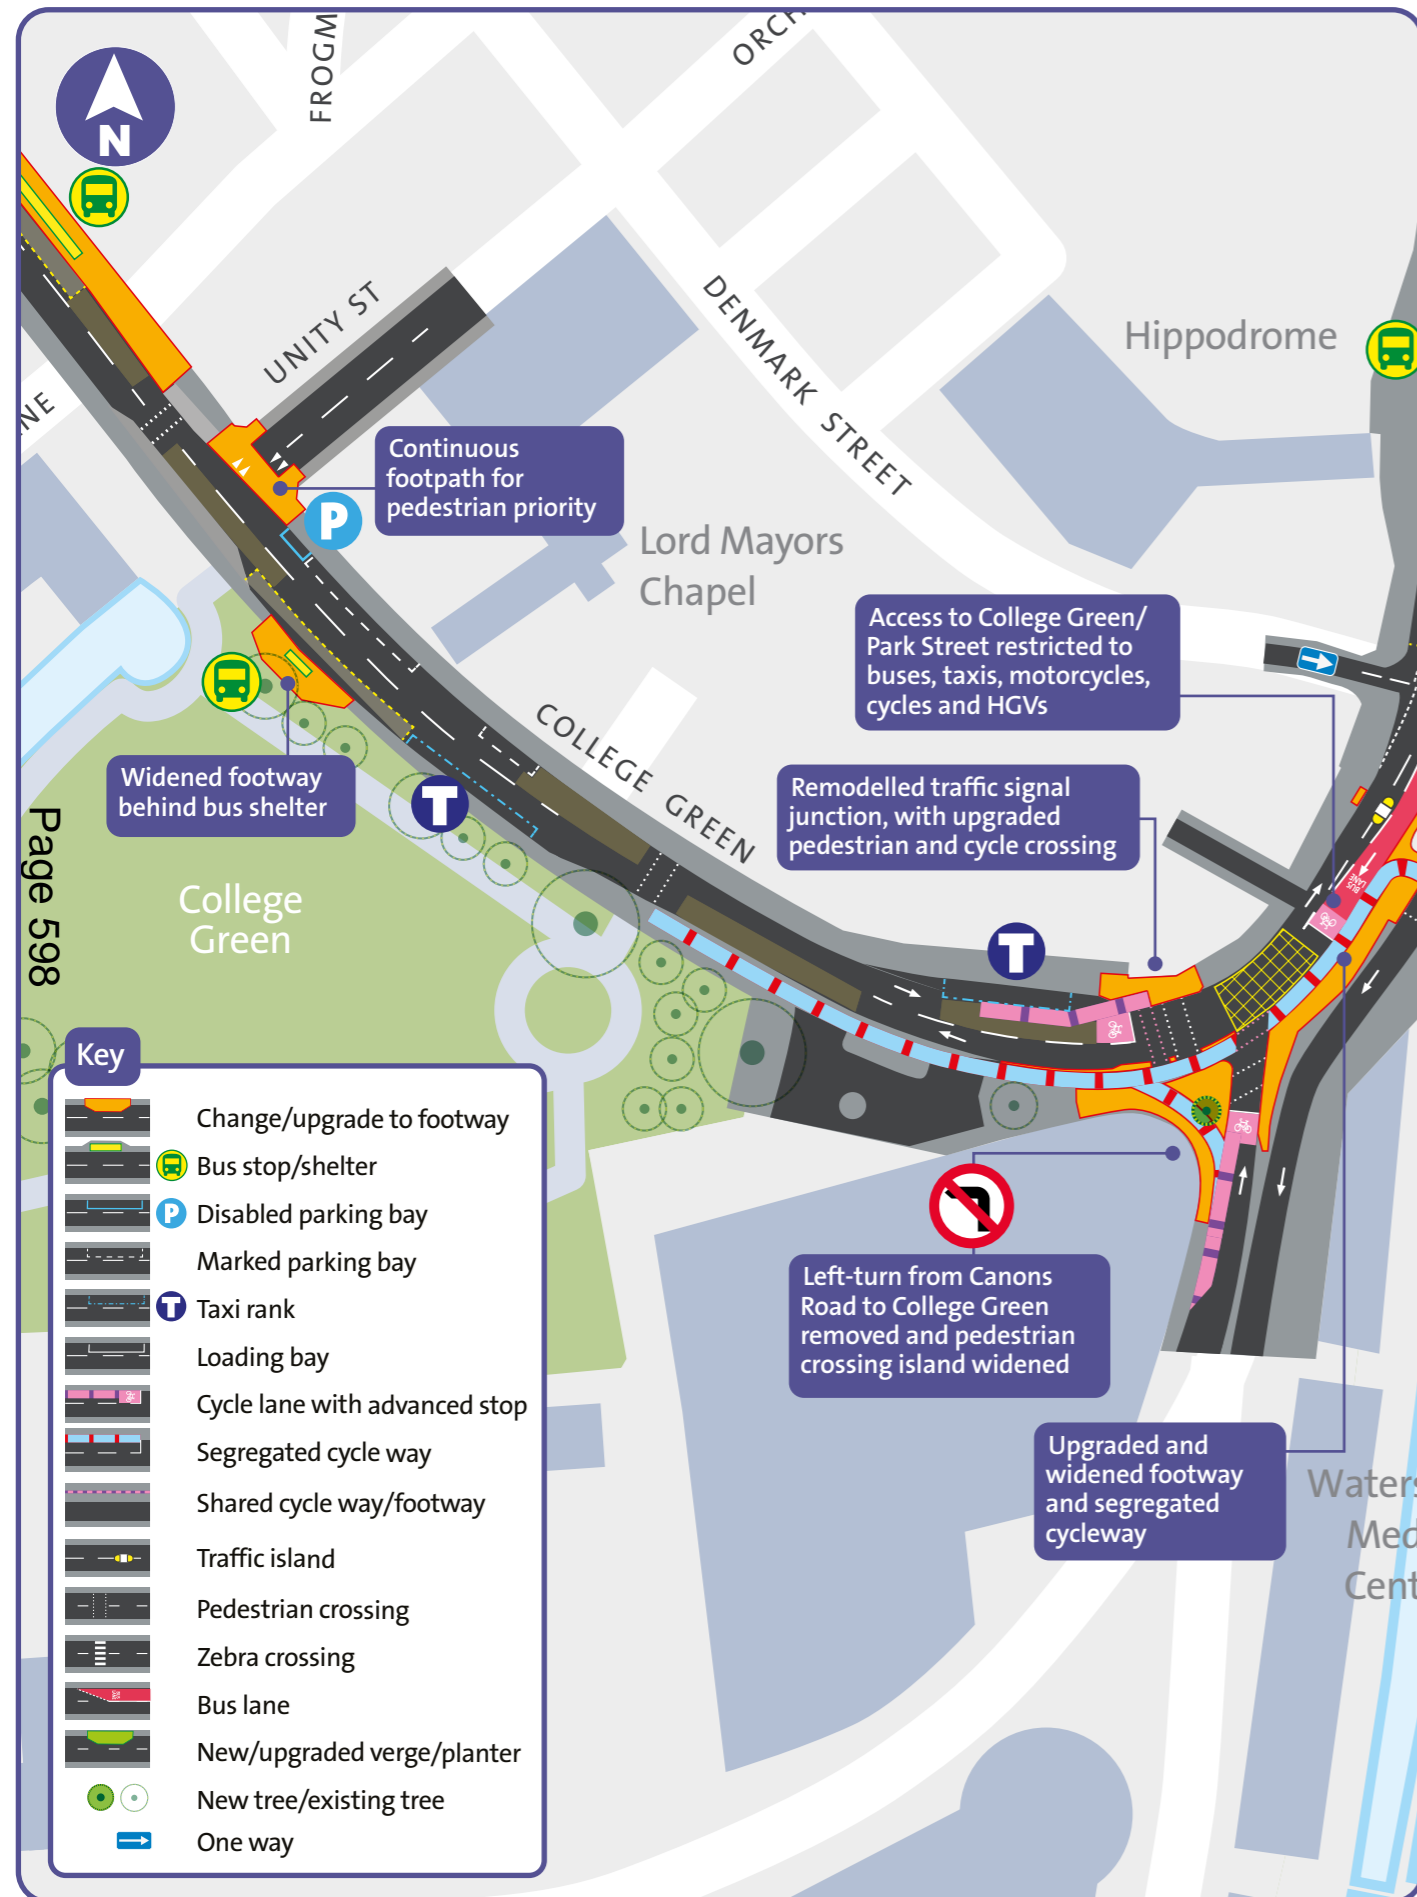 FROGM
ORCH
N
UNITY ST
DENMARK STREET
Hippodrome
NE
Continuous
footpath for
pedestrian priority
P
Lord Mayors
Chapel
Access to College Green/
Park Street restricted to
buses, taxis, motorcycles,
cycles and HGVs
COLLEGE GREEN
Widened footway
behind bus shelter
T
Remodelled traffic signal
junction, with upgraded
pedestrian and cycle crossing
BUS
LANE
Page 598
College
Green
T
Left-turn from Canons
Road to College Green
removed and pedestrian
crossing island widened
Upgraded and
widened footway
and segregated
cycleway
Waters
Med
Cent
Key
Change/upgrade to footway
Bus stop/shelter
P Disabled parking bay
Marked parking bay
T Taxi rank
Loading bay
Cycle lane with advanced stop
Segregated cycle way
Shared cycle way/footway
Traffic island
Pedestrian crossing
Zebra crossing
Bus lane
New/upgraded verge/planter
New tree/existing tree
One way